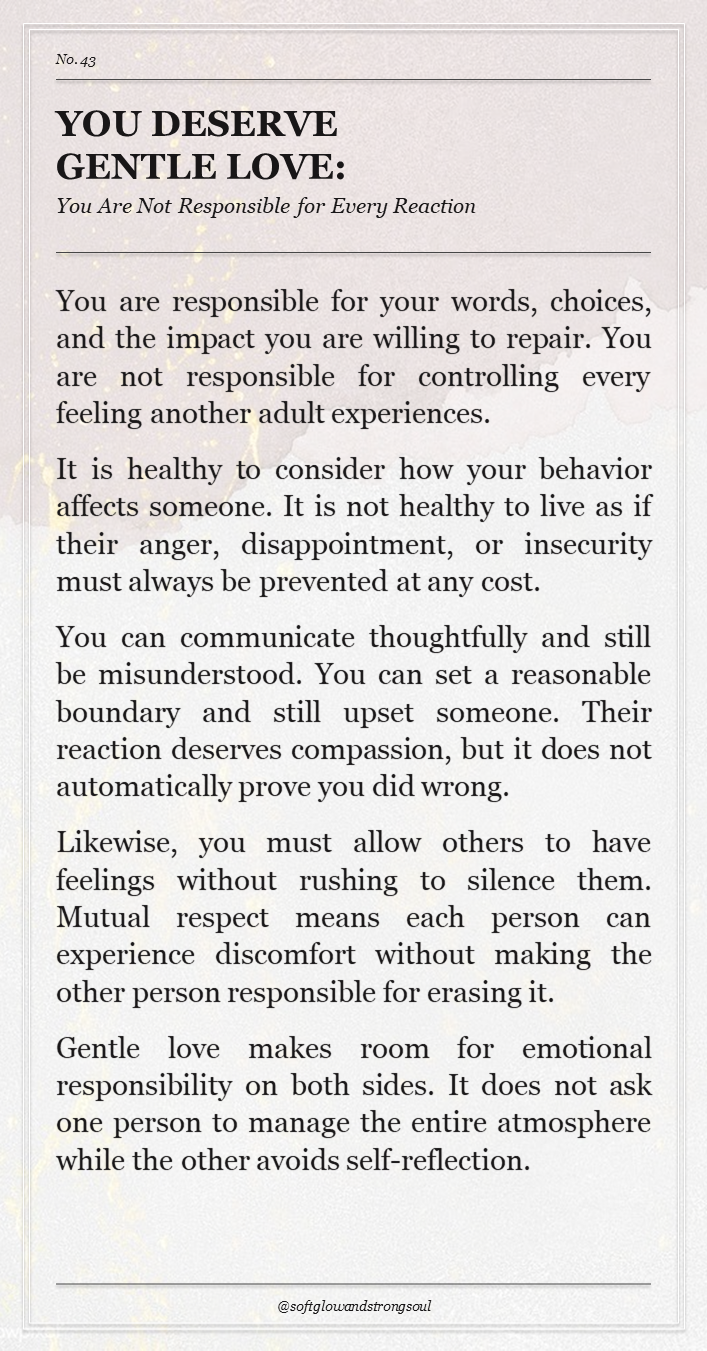 No. 43
YOU DESERVE
GENTLE LOVE:
You Are Not Responsible for Every Reaction
You are responsible for your words, choices,
and the impact you are willing to repair. You
are not responsible for controlling every
feeling another adult experiences.
It is healthy to consider how your behavior
affects someone. It is not healthy to live as if
their anger, disappointment, or insecurity
must always be prevented at any cost.
You can communicate thoughtfully and still
be misunderstood. You can set a reasonable
boundary and still upset someone. Their
reaction deserves compassion, but it does not
automatically prove you did wrong.
Likewise, you must allow others to have
feelings without rushing to silence them.
Mutual respect means each person can
experience discomfort without making the
other person responsible for erasing it.
Gentle love makes room for emotional
responsibility on both sides. It does not ask
one person to manage the entire atmosphere
while the other avoids self-reflection.
@softglowandstrongsoul